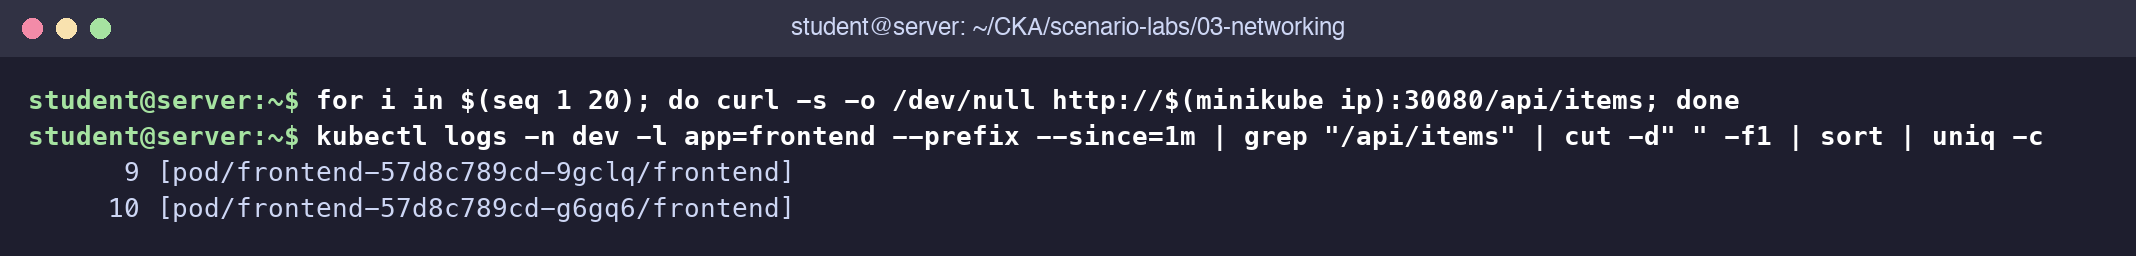 student@server: ~/CKA/scenario-labs/03-networking
student@server:~$ for i in $(seq 1 20); do curl -s -o /dev/null http://$(minikube ip):30080/api/items; done
student@server:~$ kubectl logs -n dev -l app=frontend --prefix --since=1m | grep "/api/items" | cut -d" " -f1 | sort | uniq -c
      9 [pod/frontend-57d8c789cd-9gclq/frontend]
     10 [pod/frontend-57d8c789cd-g6gq6/frontend]